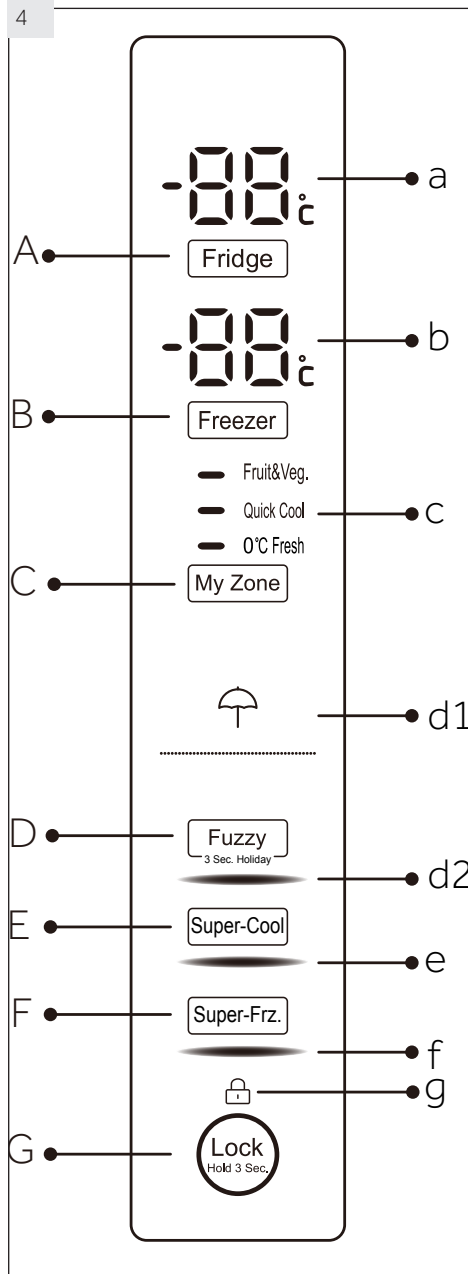 4
-88°c
a
A
Fridge
-88°c
b
B
Freezer
Fruit&Veg.
Quick Cool
c
0°C Fresh
C
My Zone
d1
D
Fuzzy
3 Sec. Holiday
d2
E
Super-Cool
e
F
Super-Frz.
f
g
G
Lock
Hold 3 Sec.